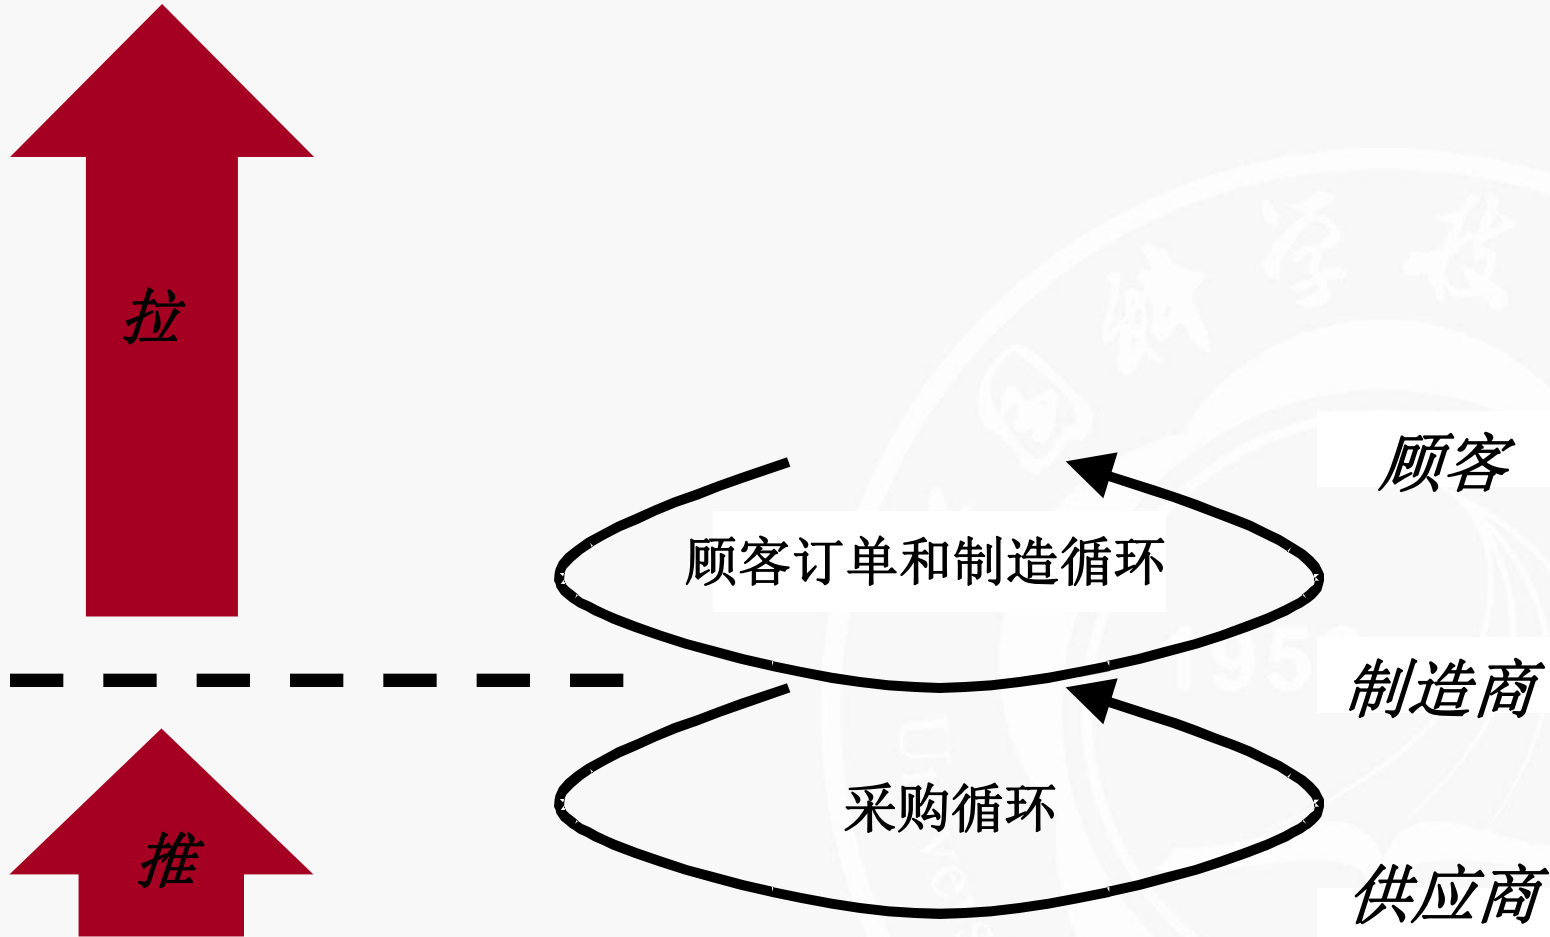 拉
顾客
顾客订单和制造循环
制造商
采购循环
推
供应商